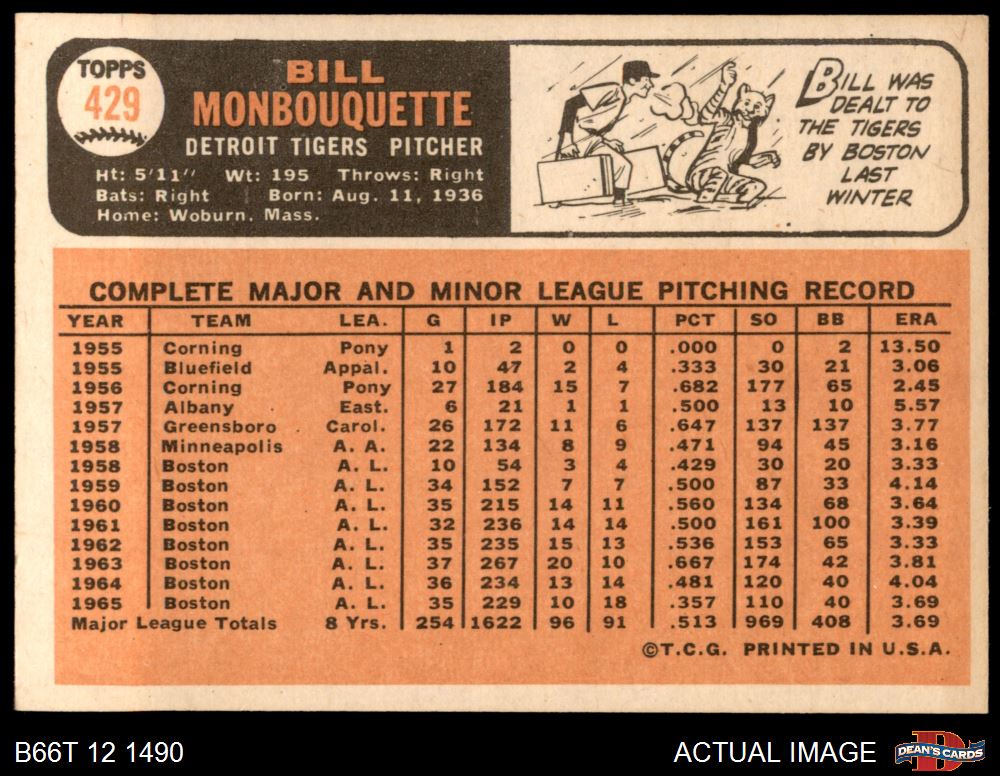 TOPPS
429
BILL
MONBOUQUETTE
DETROIT TIGERS PITCHER
Ht: 5'11" Wt: 195 Throws: Right
Bats: Right Born: Aug. 11, 1936
Home: Woburn, Mass.
BILL WAS
DEALT TO
THE TIGERS
BY BOSTON
LAST
WINTER
COMPLETE MAJOR AND MINOR LEAGUE PITCHING RECORD
YEAR TEAM LEA. G IP W L PCT SO BB ERA
1955 Corning Pony 1 2 0 0 .000 0 2 13.50
1955 Bluefield Appal. 10 47 2 4 .333 30 21 3.06
1956 Corning Pony 27 184 15 7 .682 177 65 2.45
1957 Albany East. 6 21 1 1 .500 13 10 5.57
1957 Greensboro Carol. 26 172 11 6 .647 137 137 3.77
1958 Minneapolis A. A. 22 134 8 9 .471 94 45 3.16
1958 Boston A. L. 10 54 3 4 .429 30 20 3.33
1959 Boston A. L. 34 152 7 7 .500 87 33 4.14
1960 Boston A. L. 35 215 14 11 .560 134 68 3.64
1961 Boston A. L. 32 236 14 14 .500 161 100 3.39
1962 Boston A. L. 35 235 15 13 .536 153 65 3.33
1963 Boston A. L. 37 267 20 10 .667 174 42 3.81
1964 Boston A. L. 36 234 13 14 .481 120 40 4.04
1965 Boston A. L. 35 229 10 18 .357 110 40 3.69
Major League Totals 8 Yrs. 254 1622 96 91 .513 969 408 3.69
©T.C.G. PRINTED IN U.S.A.
B66T 12 1490
ACTUAL IMAGE
DEAN'S CARDS